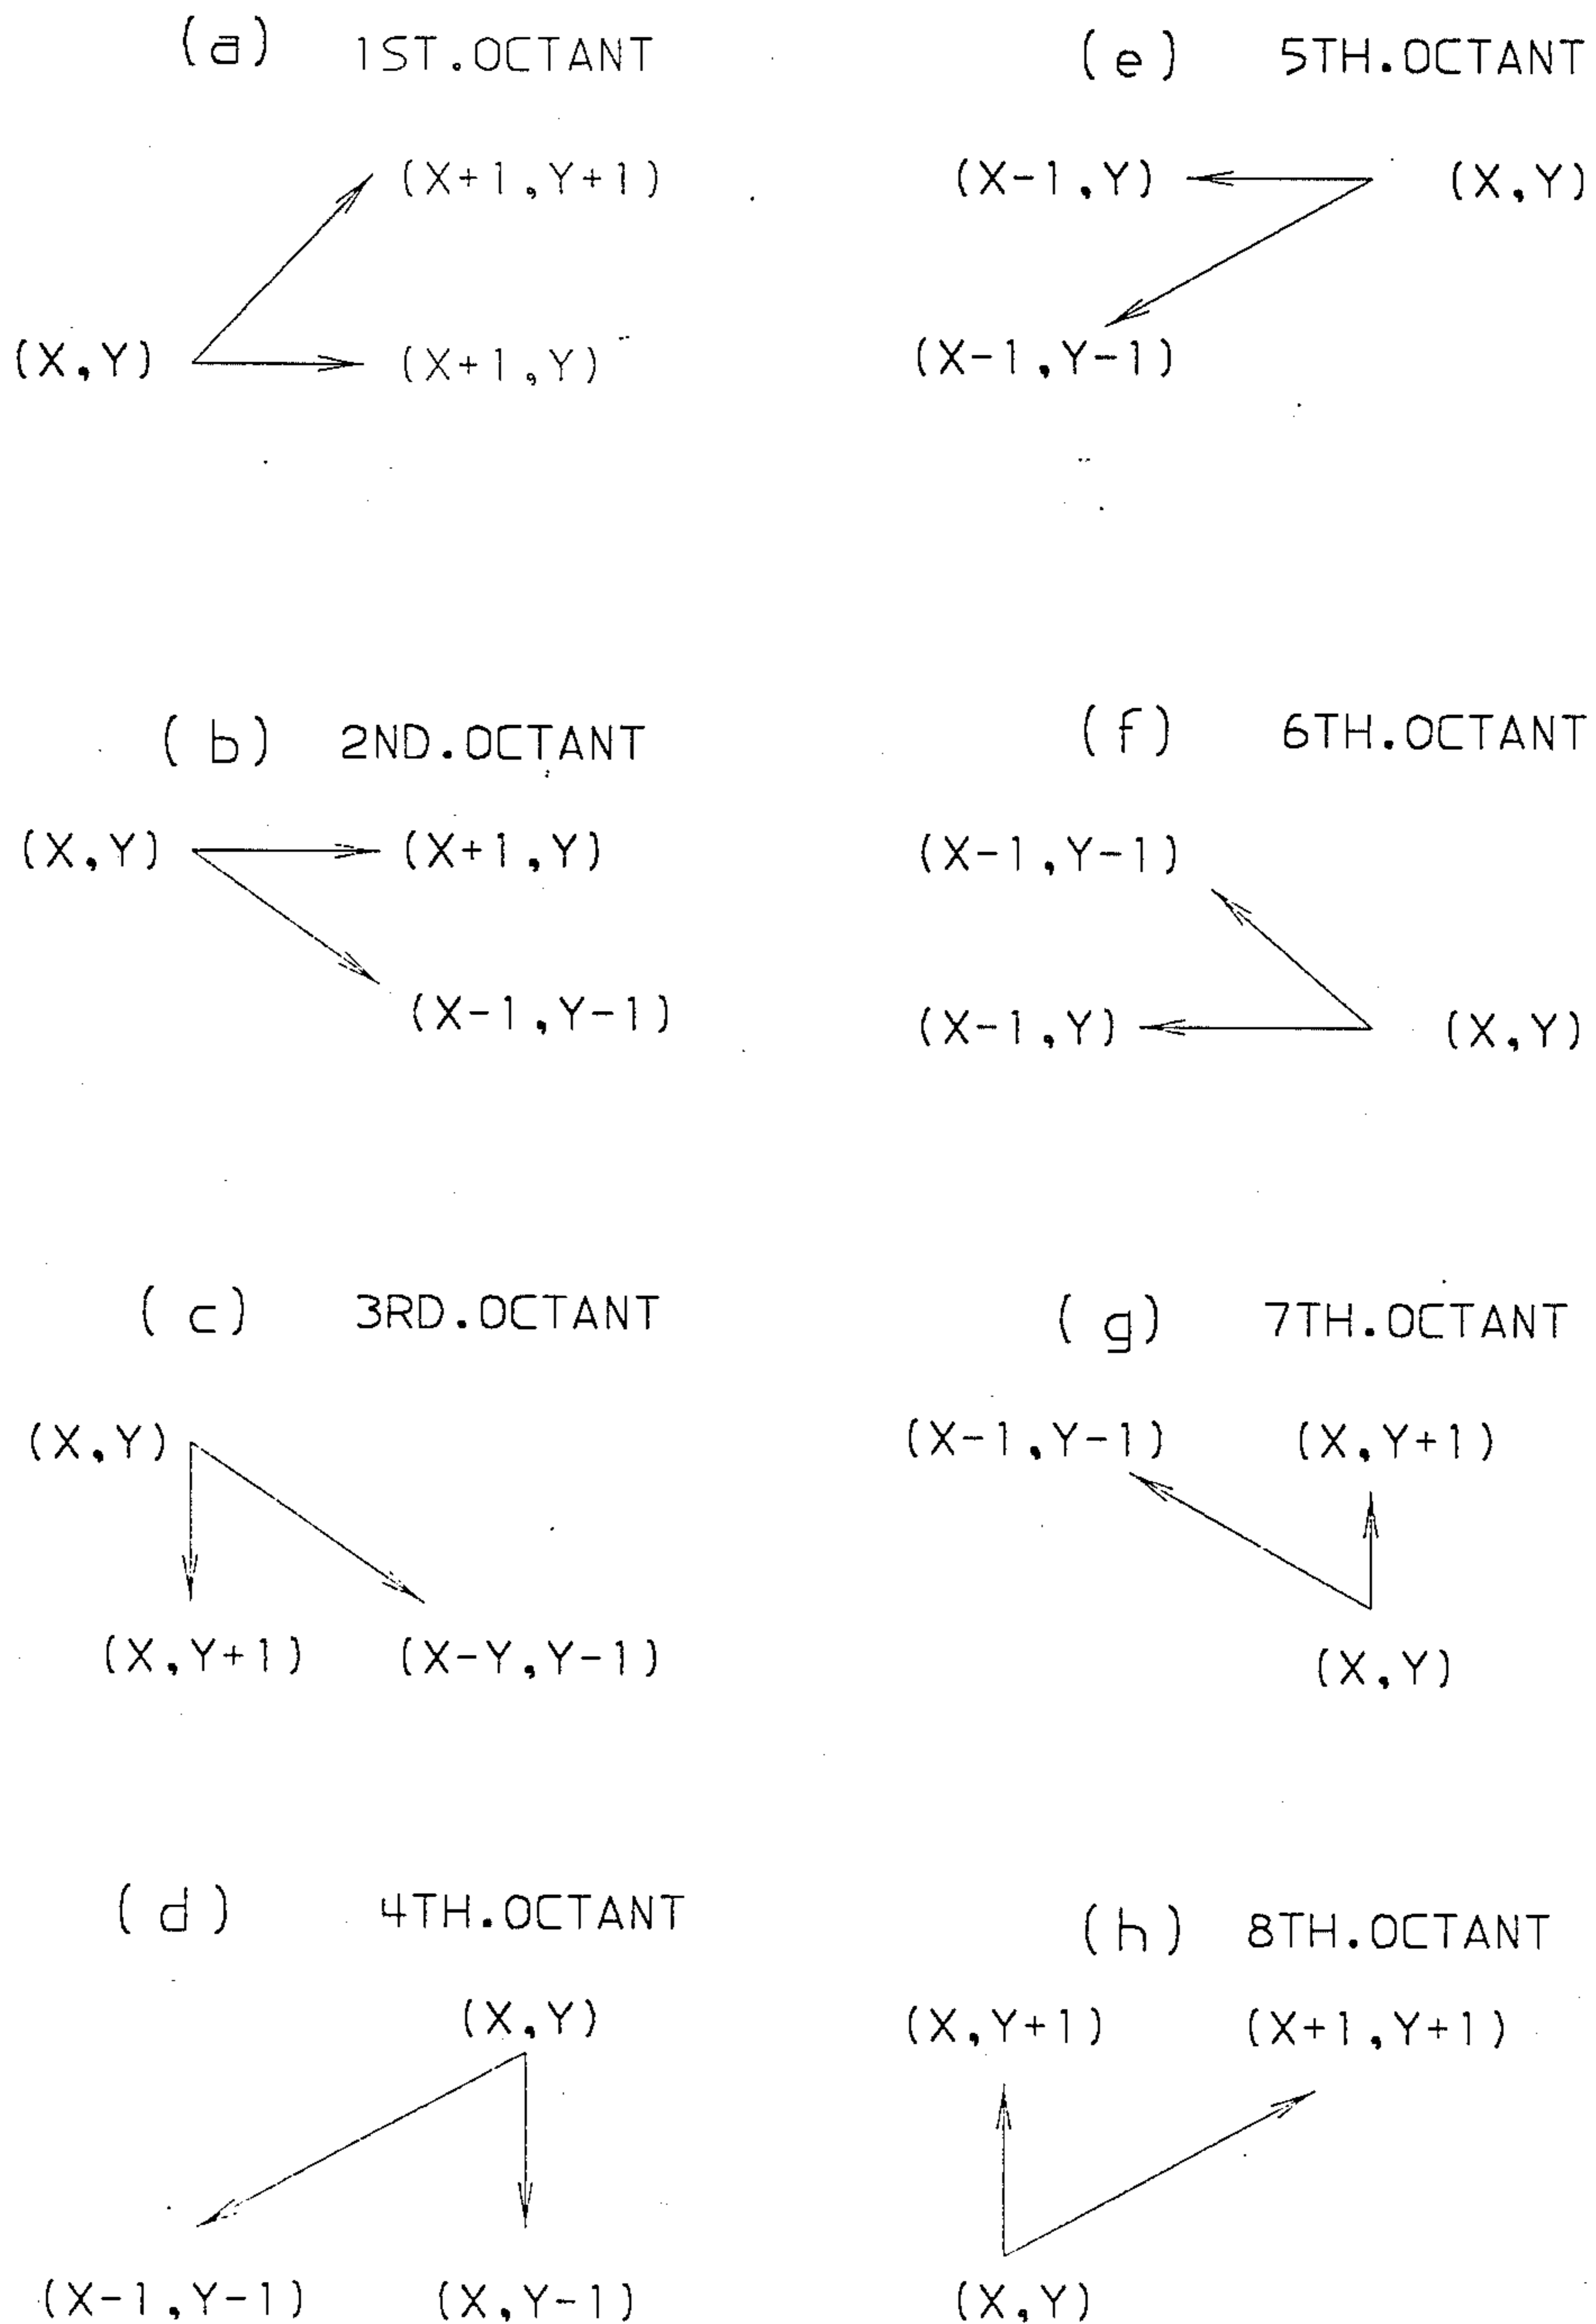 (a) 1ST.OCTANT
(X+1,Y+1)
(X,Y) (X+1,Y)
(b) 2ND.OCTANT
(X,Y) (X+1,Y)
(X-1,Y-1)
(c) 3RD.OCTANT
(X,Y)
(X,Y+1) (X-Y,Y-1)
(d) 4TH.OCTANT
(X,Y)
(X-1,Y-1) (X,Y-1)
(e) 5TH.OCTANT
(X-1,Y) (X,Y)
(X-1,Y-1)
(f) 6TH.OCTANT
(X-1,Y-1)
(X-1,Y) (X,Y)
(g) 7TH.OCTANT
(X-1,Y-1) (X,Y+1)
(X,Y)
(h) 8TH.OCTANT
(X,Y+1) (X+1,Y+1)
(X,Y)